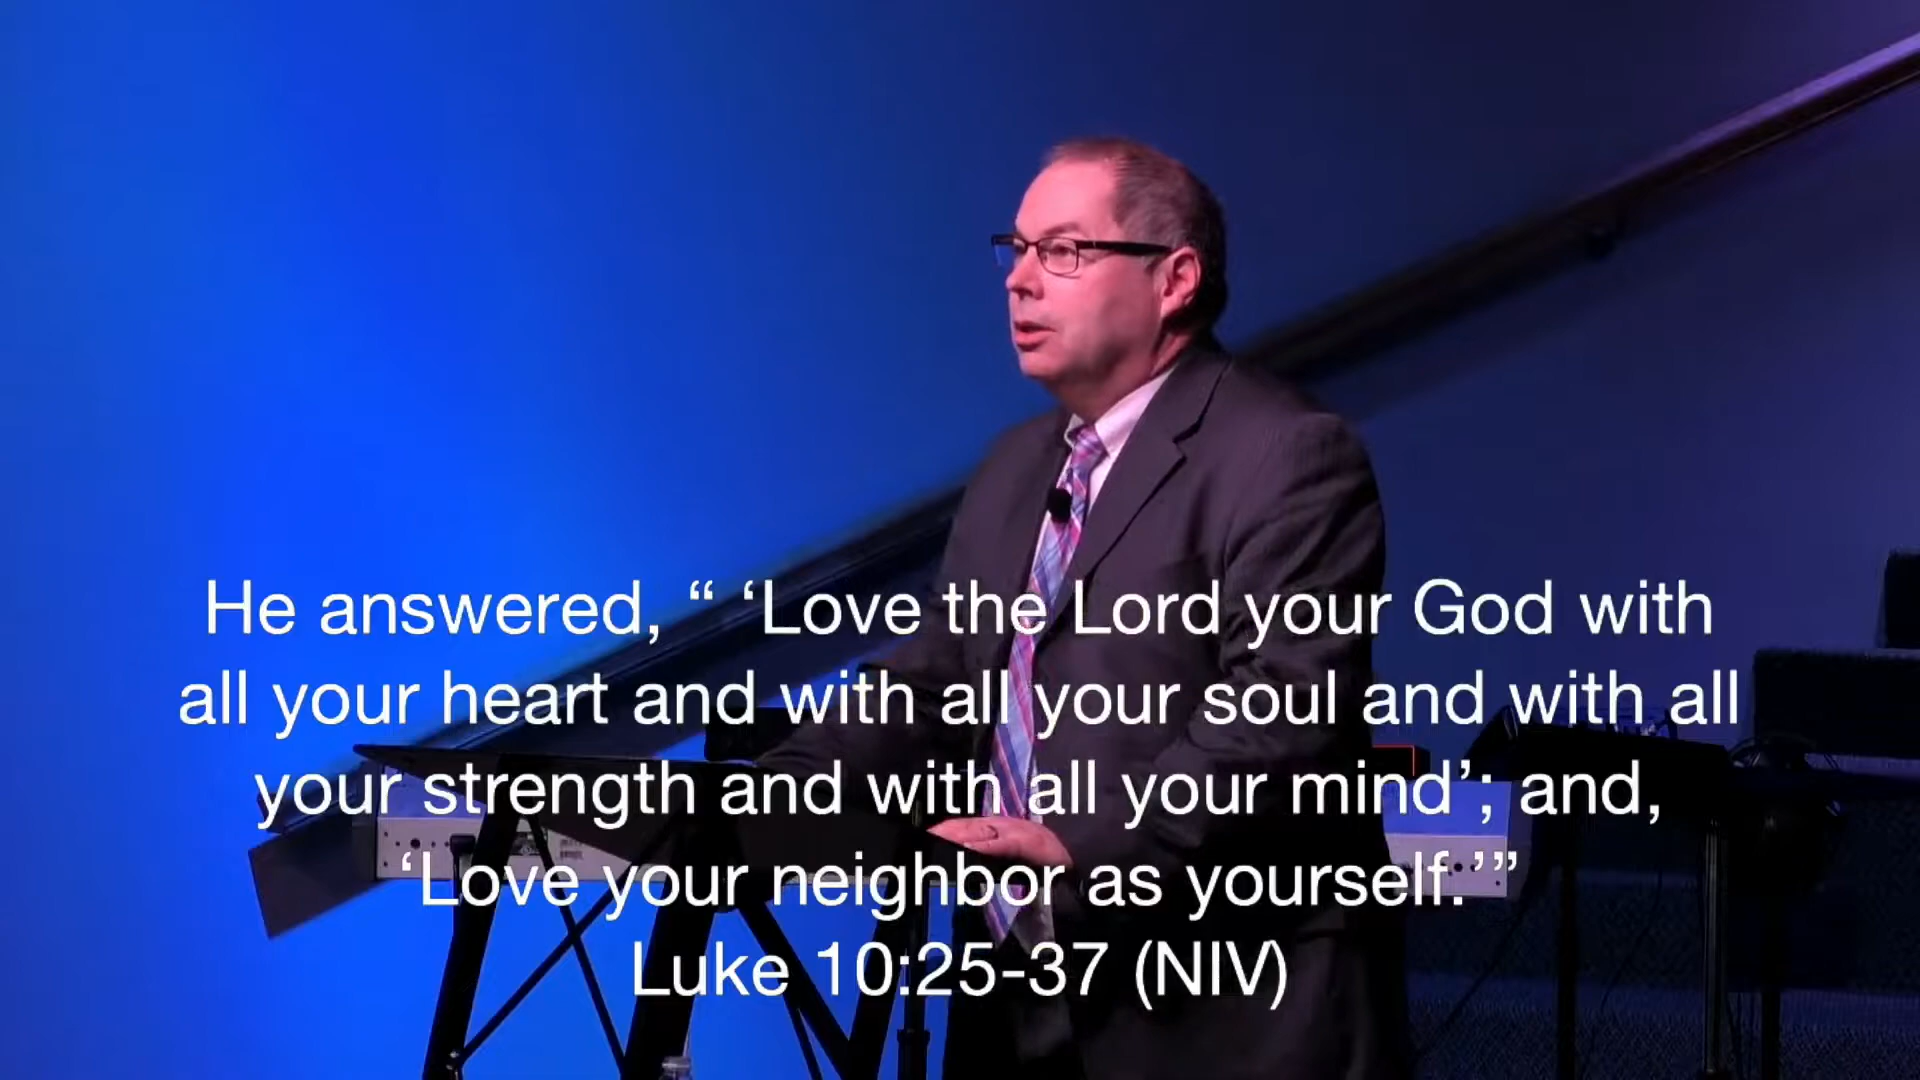 He answered, “ ‘Love the Lord your God with
all your heart and with all your soul and with all
your strength and with all your mind’; and,
‘Love your neighbor as yourself.’”
Luke 10:25-37 (NIV)